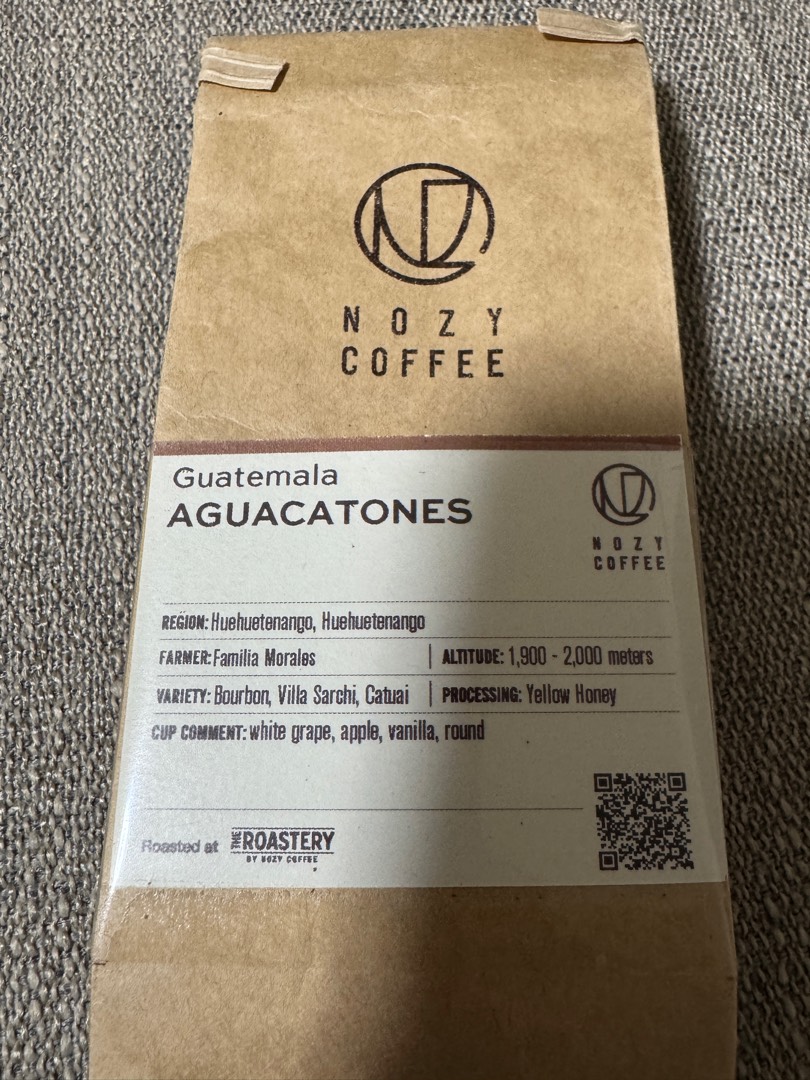 NOZY
COFFEE
Guatemala
AGUACATONES
NOZY
COFFEE
REGION: Huehuetenango, Huehuetenango
FARMER: Familia Morales | ALTITUDE: 1,900 - 2,000 meters
VARIETY: Bourbon, Villa Sarchi, Catuai | PROCESSING: Yellow Honey
CUP COMMENT: white grape, apple, vanilla, round
Roasted at THE ROASTERY
BY NOZY COFFEE